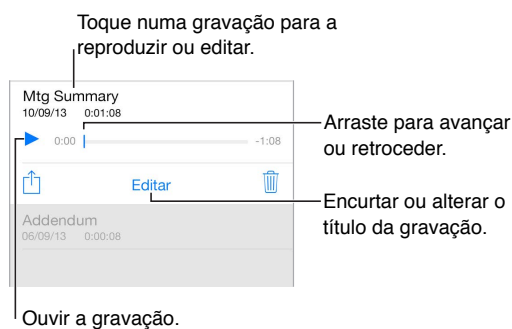 Toque numa gravação para a
reproduzir ou editar.
Mtg Summary
10/09/13 0:01:08
0:00 -1:08
Arraste para avançar
ou retroceder.
Editar
Encurtar ou alterar o
título da gravação.
Addendum
06/09/13 0:00:08
Ouvir a gravação.